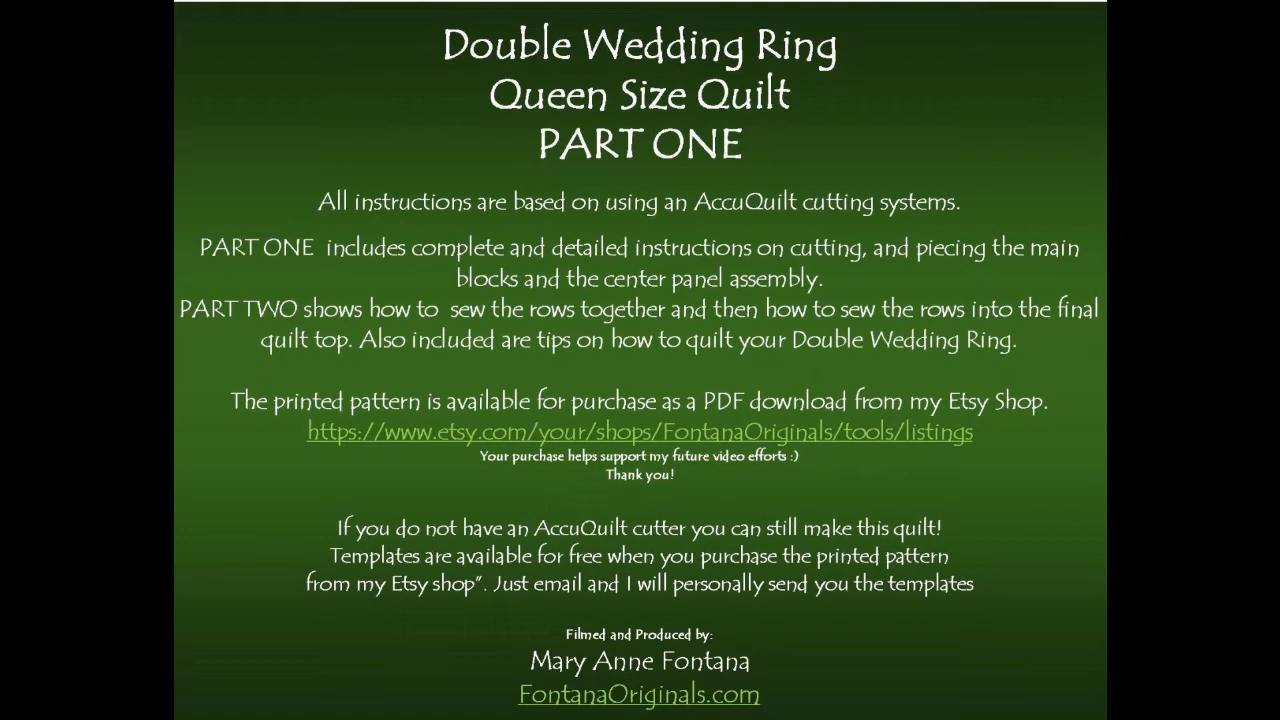 Double Wedding Ring
Queen Size Quilt
PART ONE
All instructions are based on using an AccuQuilt cutting systems.
PART ONE includes complete and detailed instructions on cutting, and piecing the main
blocks and the center panel assembly.
PART TWO shows how to sew the rows together and then how to sew the rows into the final
quilt top. Also included are tips on how to quilt your Double Wedding Ring.
The printed pattern is available for purchase as a PDF download from my Etsy Shop.
https://www.etsy.com/your/shops/FontanaOriginals/tools/listings
Your purchase helps support my future video efforts :)
Thank you!
If you do not have an AccuQuilt cutter you can still make this quilt!
Templates are available for free when you purchase the printed pattern
from my Etsy shop”. Just email and I will personally send you the templates
Filmed and Produced by:
Mary Anne Fontana
FontanaOriginals.com